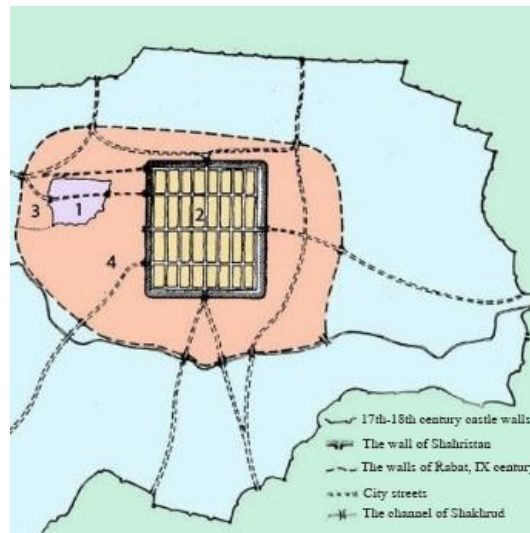 3
1
2
4
17th-18th century castle walls
The wall of Shahristan
The walls of Rabat, IX century
City streets
The channel of Shakhrud